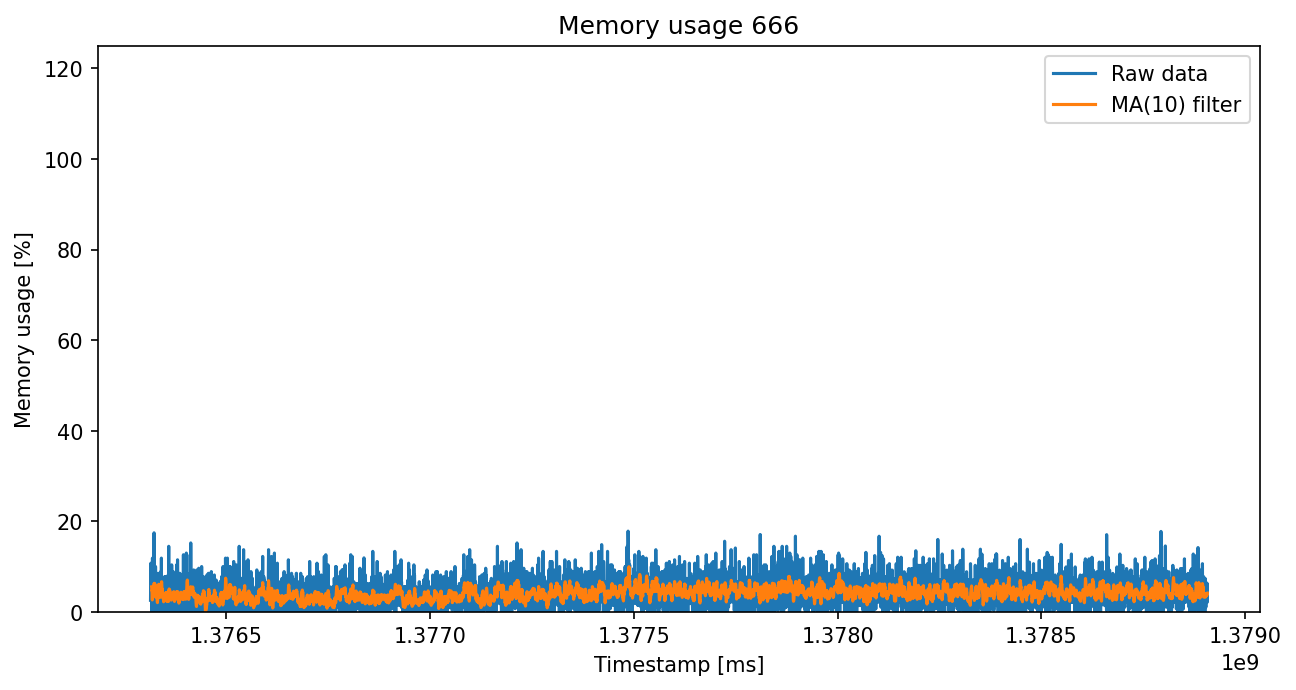 Memory usage 666
Raw data
MA(10) filter
Memory usage [%]
120
100
80
60
40
20
0
1.3765 1.3770 1.3775 1.3780 1.3785 1.3790
1e9
Timestamp [ms]